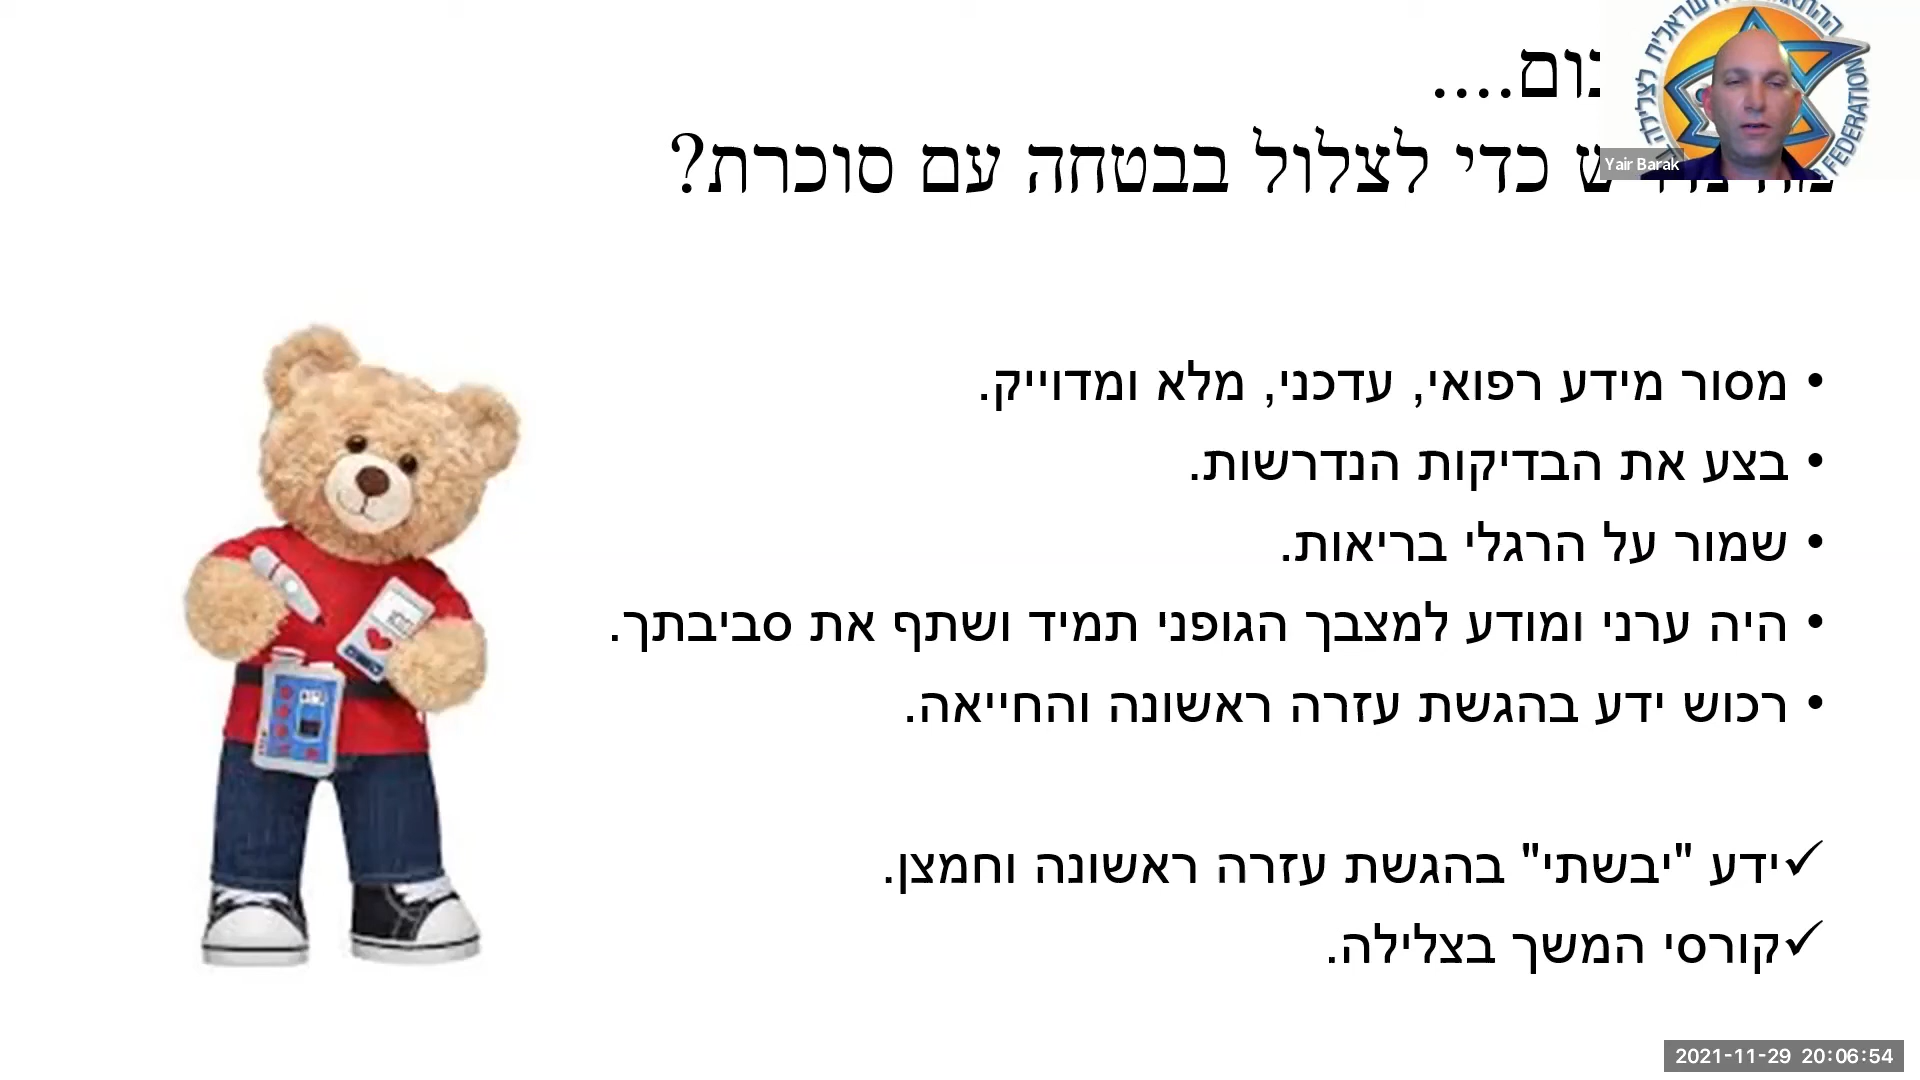 כום....
כדי לצלול בבטחה עם סוכרת?
Yair Barak
FEDERATION
• מסור מידע רפואי, עדכני, מלא ומדוייק.
• בצע את הבדיקות הנדרשות.
• שמור על הרגלי בריאות.
• היה ערני ומודע למצבך הגופני תמיד ושתף את סביבתך.
• רכוש ידע בהגשת עזרה ראשונה והחייאה.
✓ידע "יבשתי" בהגשת עזרה ראשונה וחמצן.
✓קורסי המשך בצלילה.
2021-11-29 20:06:54